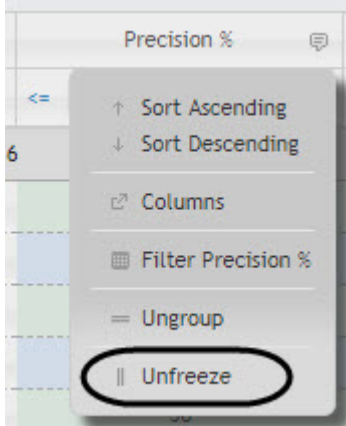 Precision %
<=
Sort Ascending
6
Sort Descending
Columns
Filter Precision %
Ungroup
Unfreeze